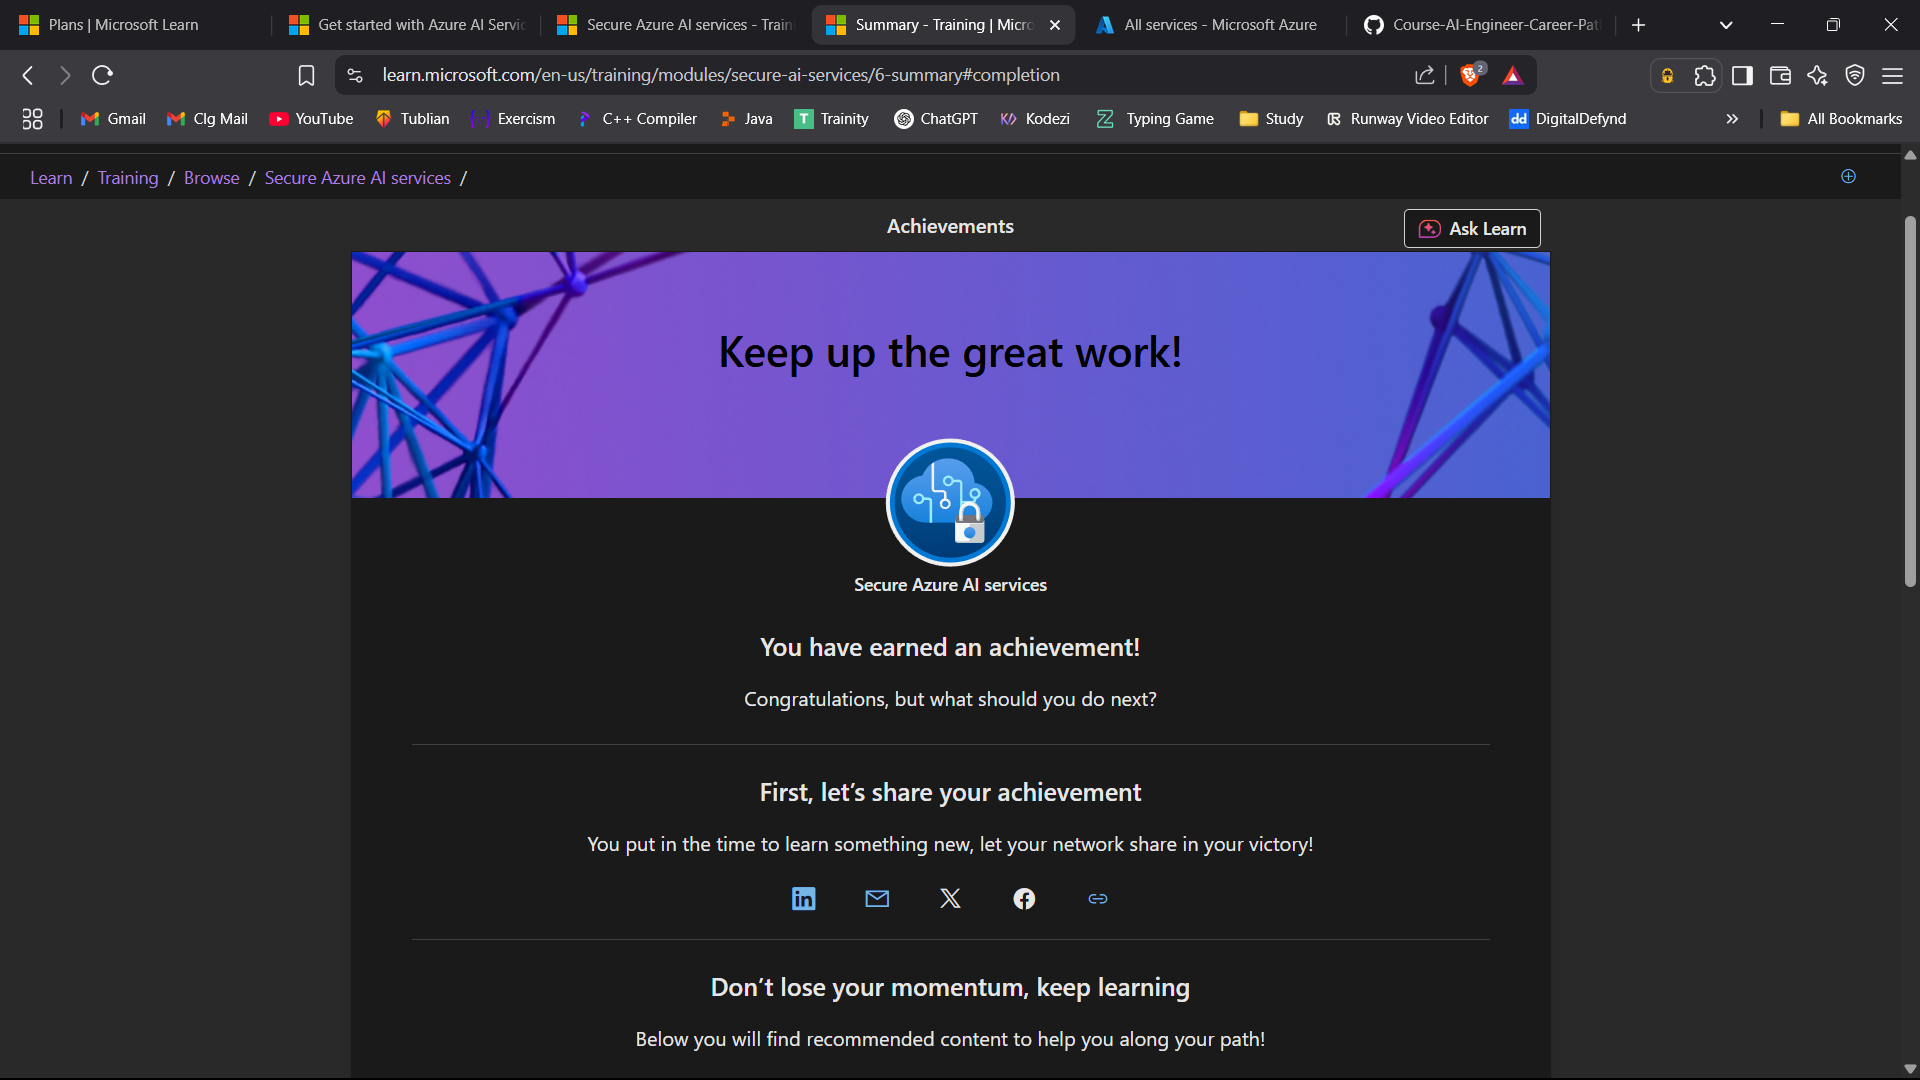 Plans | Microsoft Learn
Get started with Azure AI Servic
Secure Azure AI services - Train
Summary - Training | Micro
All services - Microsoft Azure
Course-AI-Engineer-Career-Pat
learn.microsoft.com/en-us/training/modules/secure-ai-services/6-summary#completion
2
Gmail
Clg Mail
YouTube
Tublian
Exercism
C++ Compiler
Java
T Trainity
ChatGPT
Kodezi
Typing Game
Study
Runway Video Editor
dd DigitalDefynd
All Bookmarks
Learn / Training / Browse / Secure Azure AI services /
Achievements
Ask Learn
Keep up the great work!
Secure Azure AI services
You have earned an achievement!
Congratulations, but what should you do next?
First, let’s share your achievement
You put in the time to learn something new, let your network share in your victory!
in
Don’t lose your momentum, keep learning
Below you will find recommended content to help you along your path!